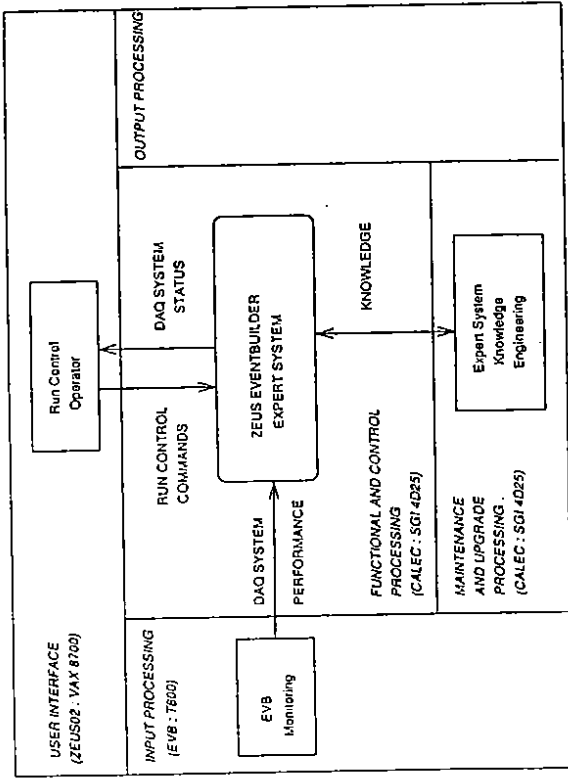 USER INTERFACE
(ZEUS02 : VAX 8700)
Run Control
Operator
INPUT PROCESSING
(EVB : T800)
OUTPUT PROCESSING
RUN CONTROL
COMMANDS
DAQ SYSTEM
STATUS
EVB
Monitoring
DAQ SYSTEM
PERFORMANCE
ZEUS EVENTBUILDER
EXPERT SYSTEM
KNOWLEDGE
FUNCTIONAL AND CONTROL
PROCESSING
(CALEC : SGI 4D25)
MAINTENANCE
AND UPGRADE
PROCESSING .
(CALEC : SGI 4D25)
Expert System
Knowledge
Engineering